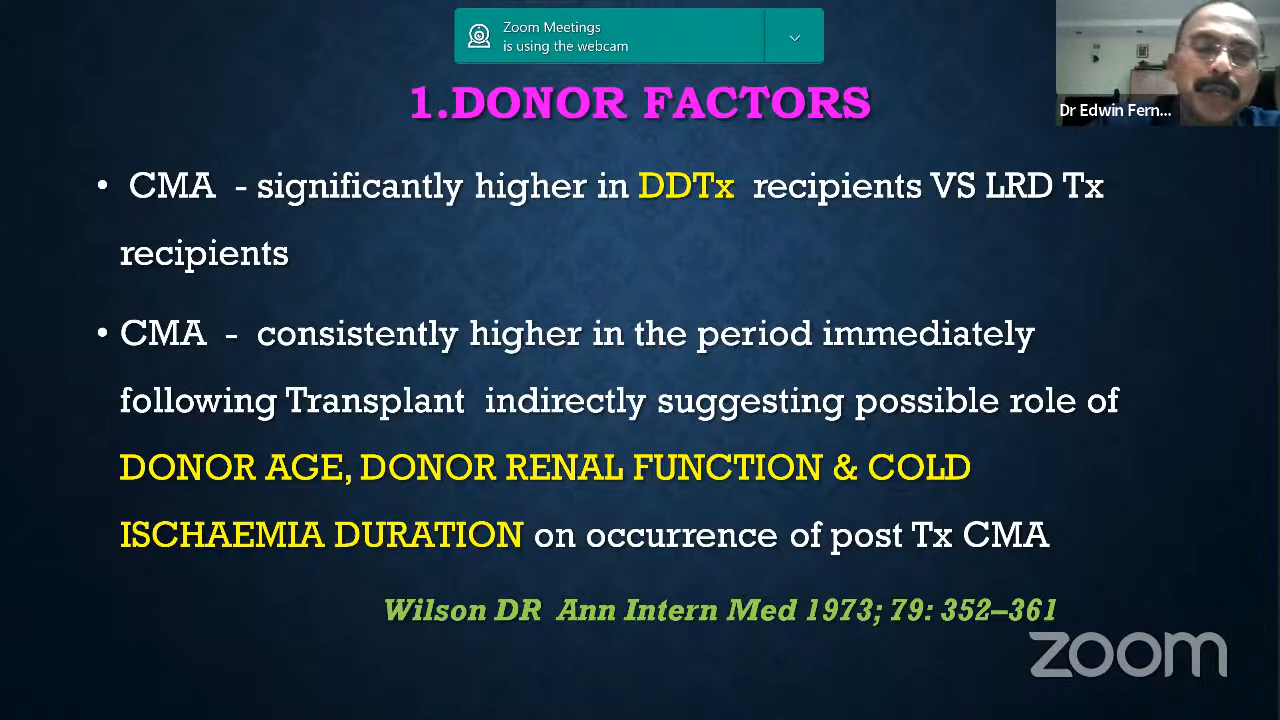 Zoom Meetings
is using the webcam
Dr Edwin Fern...
1.DONOR FACTORS
• CMA - significantly higher in DDTx recipients VS LRD Tx
recipients
• CMA - consistently higher in the period immediately
following Transplant indirectly suggesting possible role of
DONOR AGE, DONOR RENAL FUNCTION & COLD
ISCHAEMIA DURATION on occurrence of post Tx CMA
Wilson DR Ann Intern Med 1973; 79: 352–361
zoom